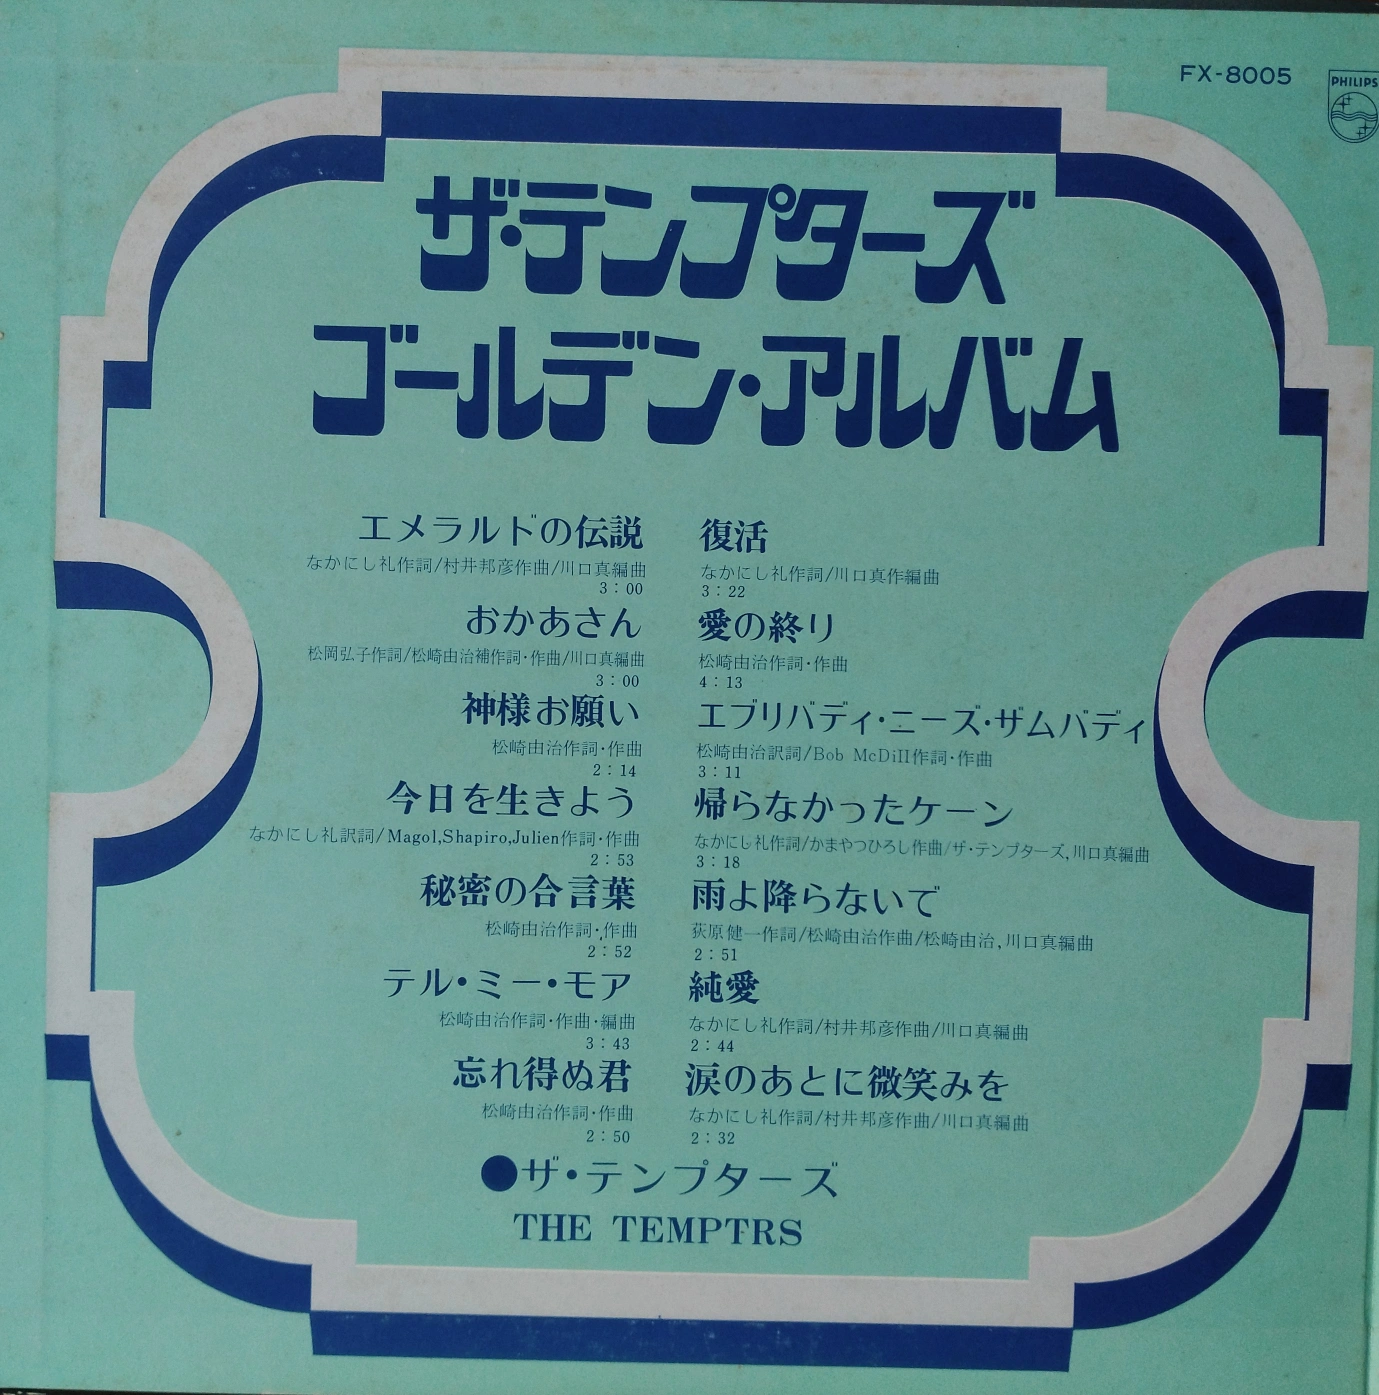 FX-8005
PHILIPS
ザ・テンプターズ
ゴールデン・アルバム
エメラルドの伝説
なかにし礼作詞/村井邦彦作曲/川口真編曲
3：00
おかあさん
松岡弘子作詞/松崎由治補作詞・作曲/川口真編曲
3：00
神様お願い
松崎由治作詞・作曲
2：14
今日を生きよう
なかにし礼訳詞/Magol,Shapiro,Julien作詞・作曲
2：53
秘密の合言葉
松崎由治作詞・作曲
2：52
テル・ミー・モア
松崎由治作詞・作曲・編曲
3：43
忘れ得ぬ君
松崎由治作詞・作曲
2：50
復活
なかにし礼作詞/川口真作編曲
3：22
愛の終り
松崎由治作詞・作曲
4：13
エブリバディ・ニーズ・ザムバディ
松崎由治訳詞/Bob McDill作詞・作曲
3：11
帰らなかったケーン
なかにし礼作詞/かまやつひろし作曲/ザ・テンプターズ,川口真編曲
3：18
雨よ降らないで
荻原健一作詞/松崎由治作曲/松崎由治,川口真編曲
2：51
純愛
なかにし礼作詞/村井邦彦作曲/川口真編曲
2：44
涙のあとに微笑みを
なかにし礼作詞/村井邦彦作曲/川口真編曲
2：32
●ザ・テンプターズ
THE TEMPTRS